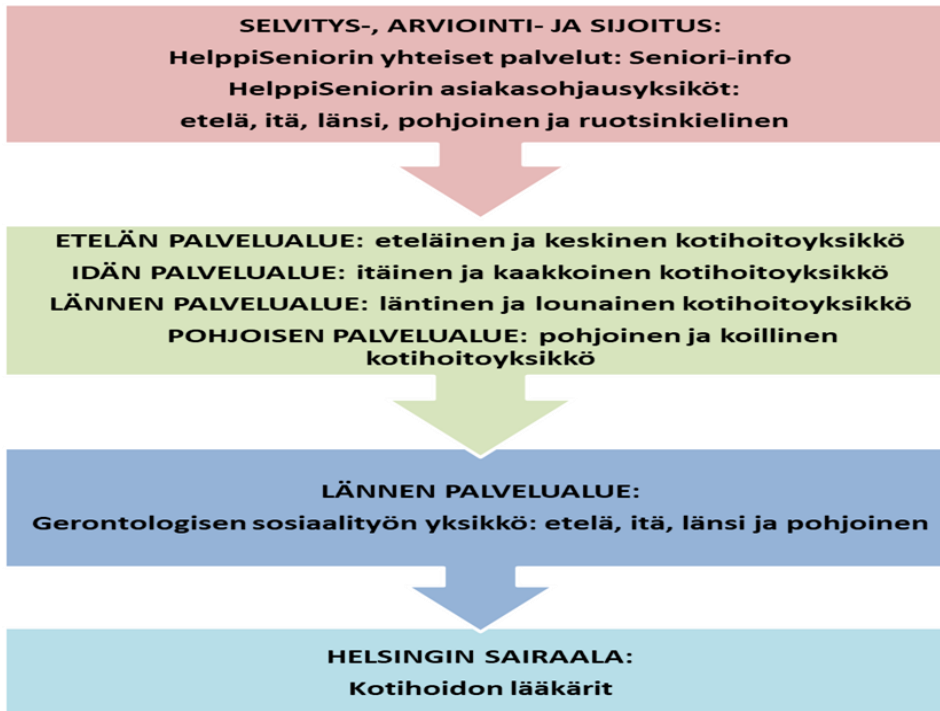 SELVITYS-, ARVIOINTI- JA SIJOITUS:
HelppiSeniorin yhteiset palvelut: Seniori-info
HelppiSeniorin asiakasohjausyksiköt:
etelä, itä, länsi, pohjoinen ja ruotsinkielinen
ETELÄN PALVELUALUE: eteläinen ja keskinen kotihoitoyksikkö
IDÄN PALVELUALUE: itäinen ja kaakkoinen kotihoitoyksikkö
LÄNNEN PALVELUALUE: läntinen ja lounainen kotihoitoyksikkö
POHJOISEN PALVELUALUE: pohjoinen ja koillinen
kotihoitoyksikkö
LÄNNEN PALVELUALUE:
Gerontologisen sosiaalityön yksikkö: etelä, itä, länsi ja pohjoinen
HELSINGIN SAIRAALA:
Kotihoidon lääkärit